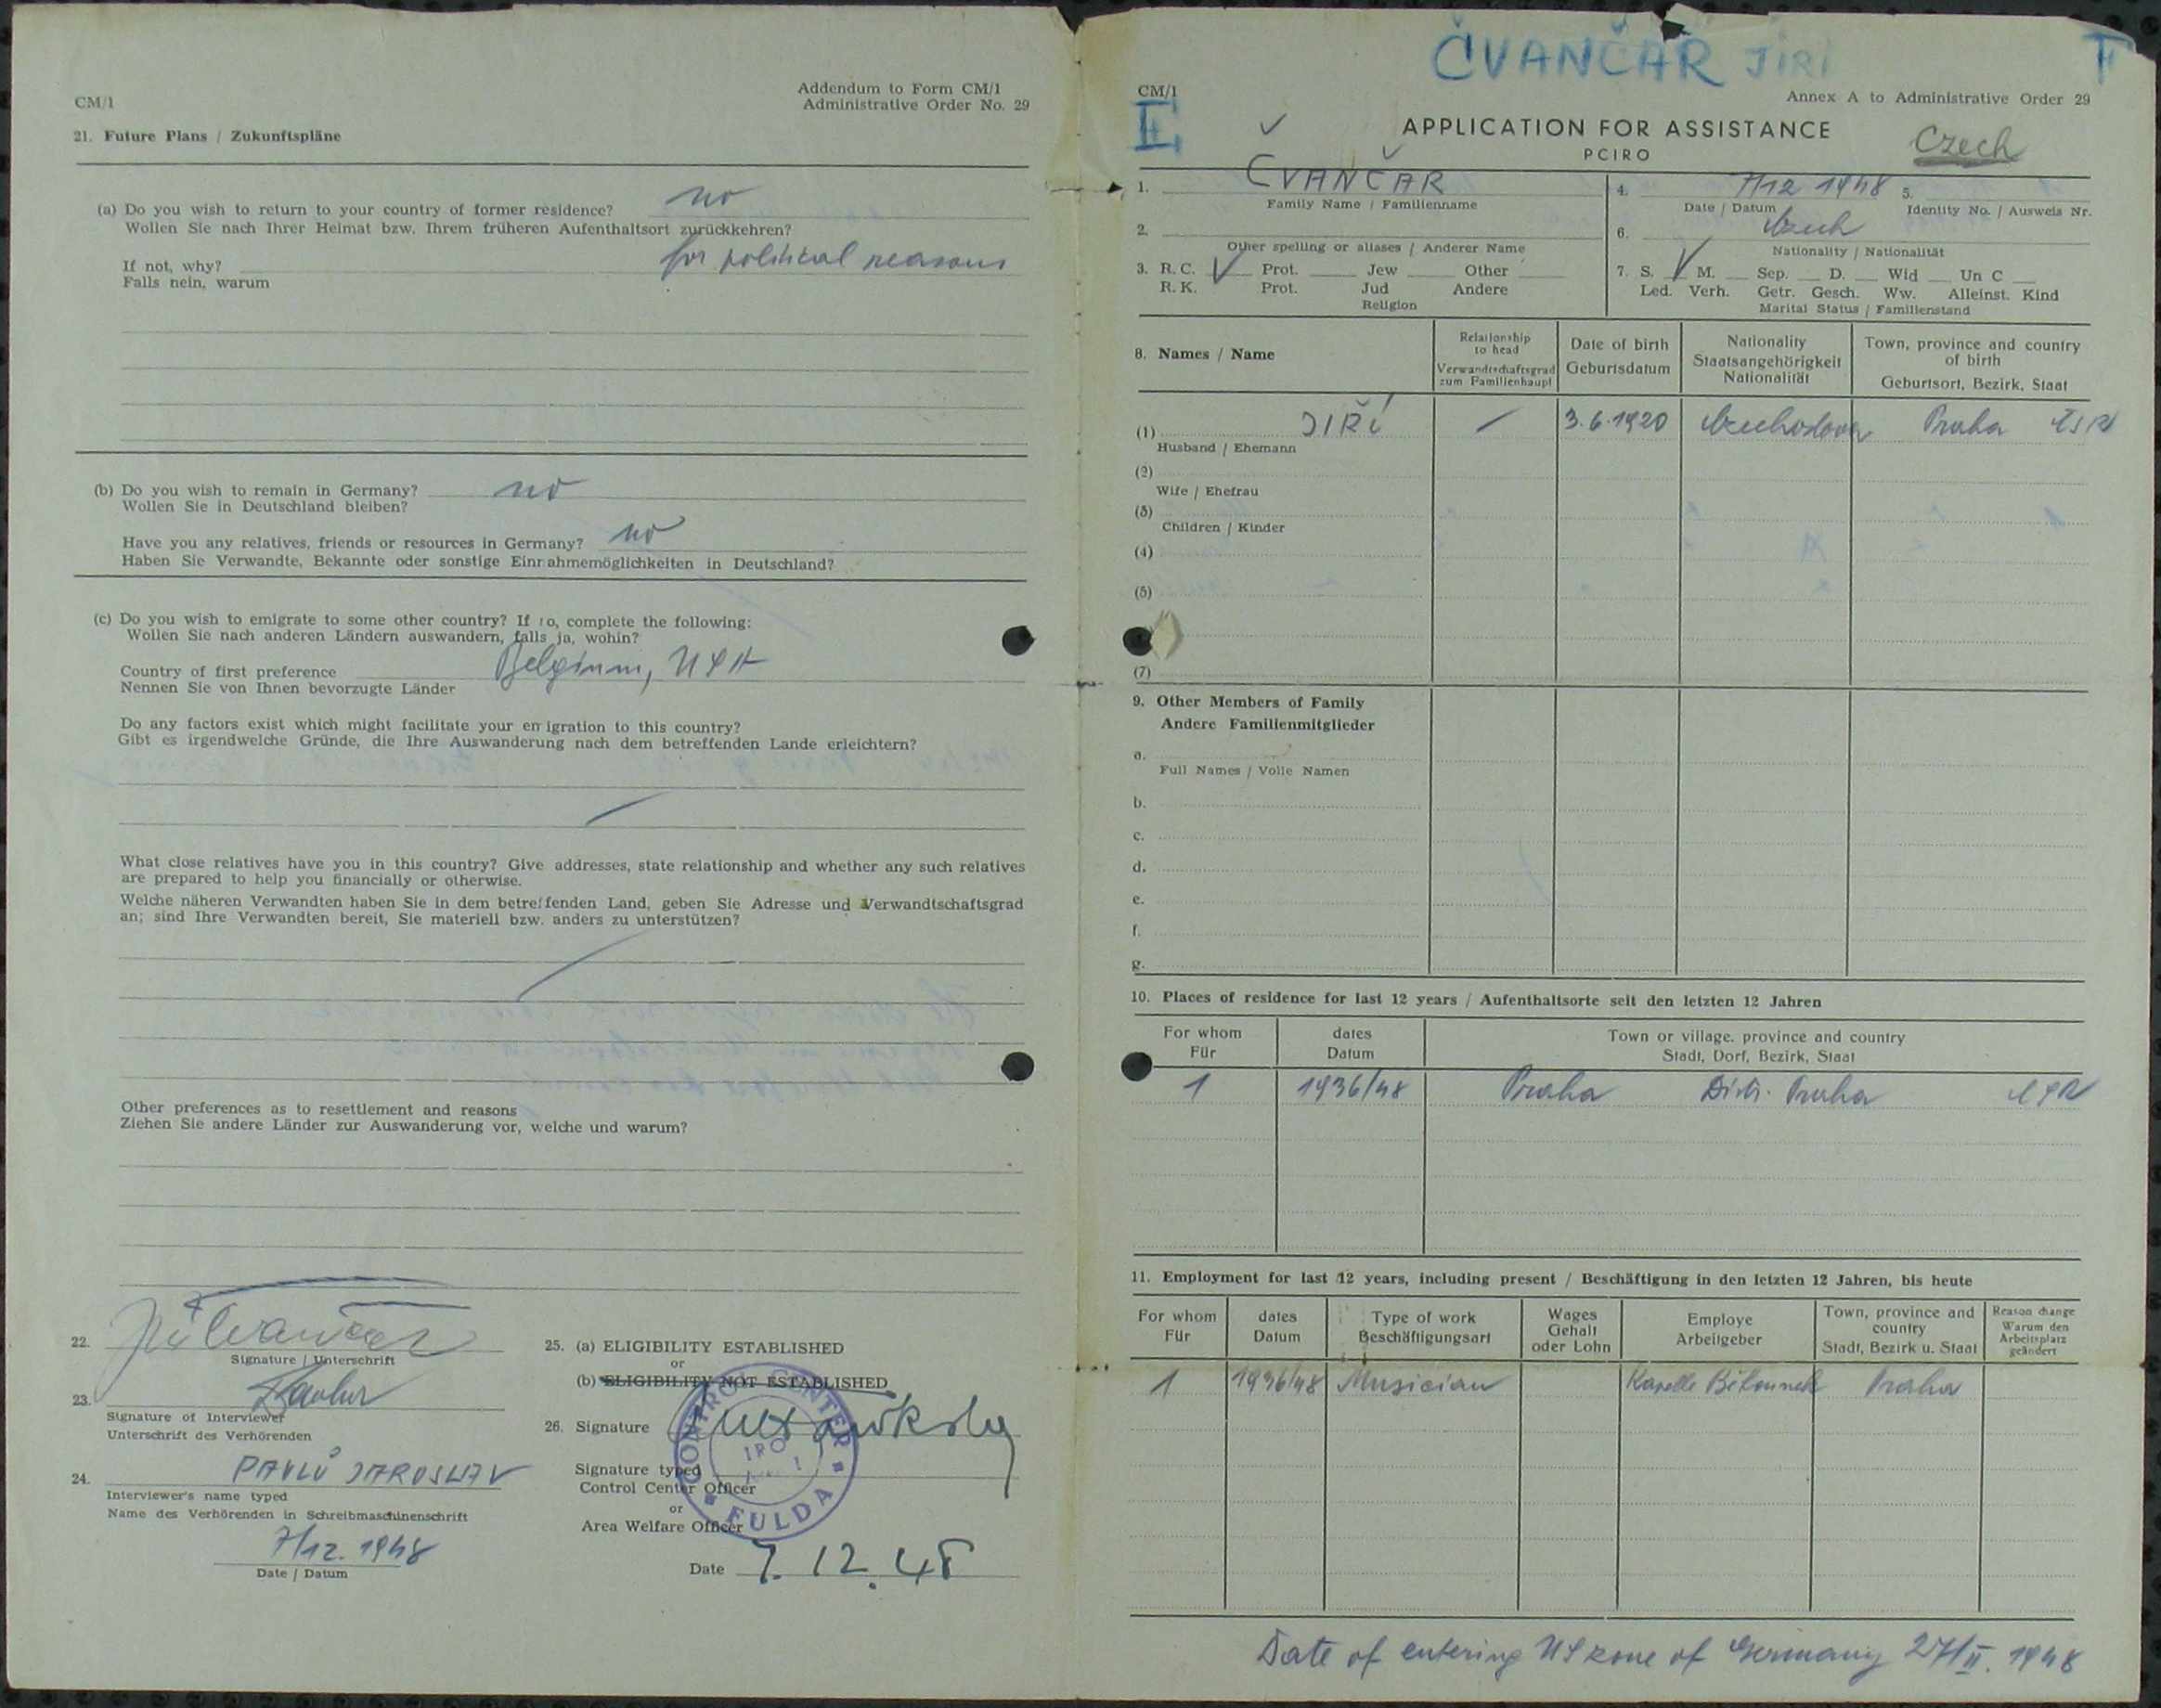 CM/1
Addendum to Form CM/1
Administrative Order No. 29
21. Future Plans / Zukunftspläne
(a) Do you wish to return to your country of former residence? no
Wollen Sie nach Ihrer Heimat bzw. Ihrem früheren Aufenthaltsort zurückkehren?
If not, why? for political reasons
Falls nein, warum
(b) Do you wish to remain in Germany? no
Wollen Sie in Deutschland bleiben?
Have you any relatives, friends or resources in Germany? no
Haben Sie Verwandte, Bekannte oder sonstige Einnahmemöglichkeiten in Deutschland?
(c) Do you wish to emigrate to some other country? If so, complete the following:
Wollen Sie nach anderen Ländern auswandern, falls ja, wohin?
Country of first preference Belginm, USA
Nennen Sie von Ihnen bevorzugte Länder
Do any factors exist which might facilitate your emigration to this country?
Gibt es irgendwelche Gründe, die Ihre Auswanderung nach dem betreffenden Lande erleichtern?
What close relatives have you in this country? Give addresses, state relationship and whether any such relatives
are prepared to help you financially or otherwise.
Welche näheren Verwandten haben Sie in dem betreffenden Land, geben Sie Adresse und Verwandtschaftsgrad
an; sind Ihre Verwandten bereit, Sie materiell bzw. anders zu unterstützen?
Other preferences as to resettlement and reasons
Ziehen Sie andere Länder zur Auswanderung vor, welche und warum?
22.
Signature / Unterschrift
23.
Signature of Interviewer
Unterschrift des Verhörenden
24. PAVLŮ JAROSLAV
Interviewer's name typed
Name des Verhörenden in Schreibmaschinenschrift
7/12. 1948
Date / Datum
25. (a) ELIGIBILITY ESTABLISHED
or
(b) ELIGIBILITY NOT ESTABLISHED
26. Signature
Signature typed
Control Center Officer
or
Area Welfare Officer
CONTROL CENTER
IRO
FULDA
Date 7. 12. 48
ČVANČAR JIŘÍ
CM/1
Annex A to Administrative Order 29
E
APPLICATION FOR ASSISTANCE
PCIRO
Czech
1. ČVANČAR
Family Name / Familienname
2.
Other spelling or aliases / Anderer Name
3. R. C. Prot. Jew Other
R. K. Prot. Jud Andere
Religion
4. 7/12 1948
Date / Datum
5.
Identity No. / Ausweis Nr.
6. Czech
Nationality / Nationalität
7. S. M. Sep. D. Wid Un C
Led. Verh. Getr. Gesch. Ww. Alleinst. Kind
Marital Status / Familienstand
8. Names / Name
Relationship to head
Verwandtschaftsgrad zum Familienhaupt
Date of birth
Geburtsdatum
Nationality
Staatsangehörigkeit
Nationalität
Town, province and country of birth
Geburtsort, Bezirk, Staat
(1) JIŘÍ / 3.6.1920 Czechoslovak Praha ČSR
Husband / Ehemann
(2)
Wife / Ehefrau
(3)
Children / Kinder
(4)
(5)
(7)
9. Other Members of Family
Andere Familienmitglieder
a.
Full Names / Volle Namen
b.
c.
d.
e.
f.
g.
10. Places of residence for last 12 years / Aufenthaltsorte seit den letzten 12 Jahren
For whom
Für
dates
Datum
Town or village, province and country
Stadt, Dorf, Bezirk, Staat
1 1936/48 Praha Distr. Praha ČSR
11. Employment for last 12 years, including present / Beschäftigung in den letzten 12 Jahren, bis heute
For whom
Für
dates
Datum
Type of work
Beschäftigungsart
Wages
Gehalt
oder Lohn
Employe
Arbeitgeber
Town, province and country
Stadt, Bezirk u. Staat
Reason change
Warum den Arbeitsplatz geändert
1 1936/48 Musician Kapelle Praha
Date of entering US zone of Germany 27/II. 1948